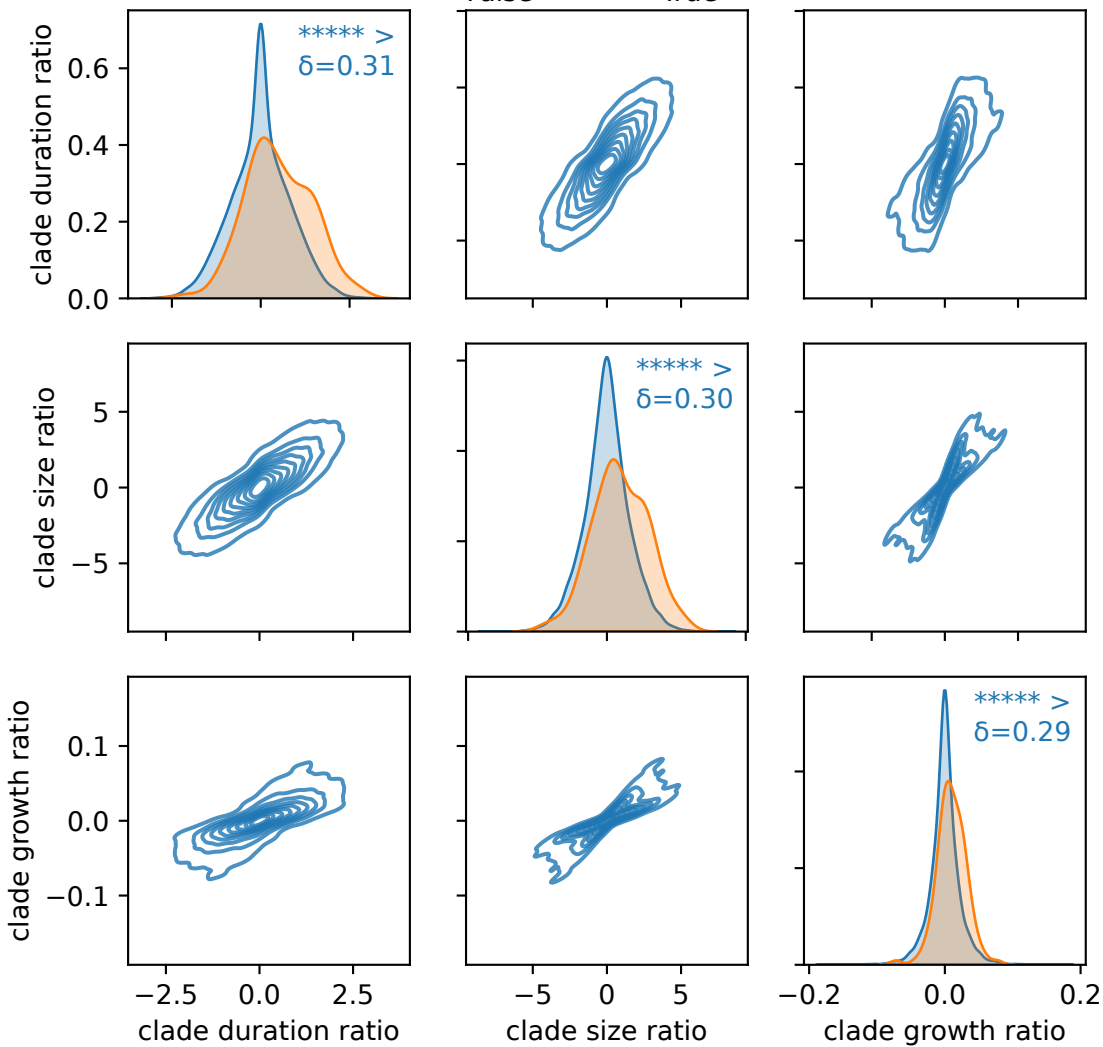 ***** >
δ=0.31
clade duration ratio
0.6
0.4
0.2
0.0
***** >
δ=0.30
clade size ratio
5
0
−5
***** >
δ=0.29
clade growth ratio
0.1
0.0
−0.1
−2.5 0.0 2.5
−5 0 5
−0.2 0.0 0.2
clade duration ratio
clade size ratio
clade growth ratio